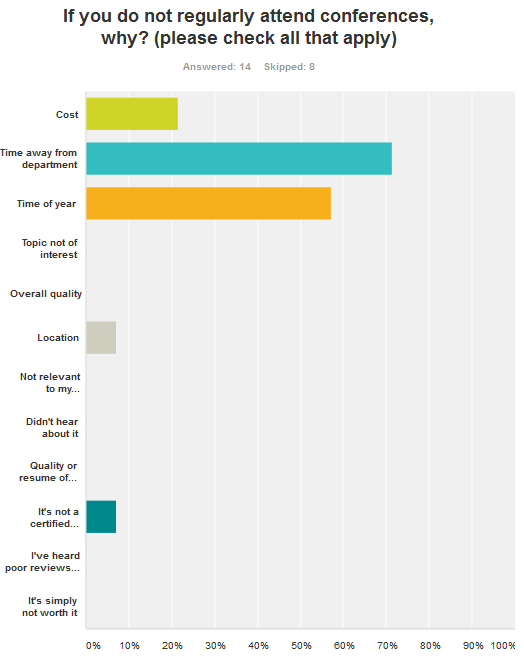 If you do not regularly attend conferences,
why? (please check all that apply)
Answered: 14 Skipped: 8
Cost
Time away from
department
Time of year
Topic not of
interest
Overall quality
Location
Not relevant
to my...
Didn't hear
about it
Quality or
resume of...
It's not a
certified...
I've heard
poor reviews...
It's simply
not worth it
0% 10% 20% 30% 40% 50% 60% 70% 80% 90% 100%